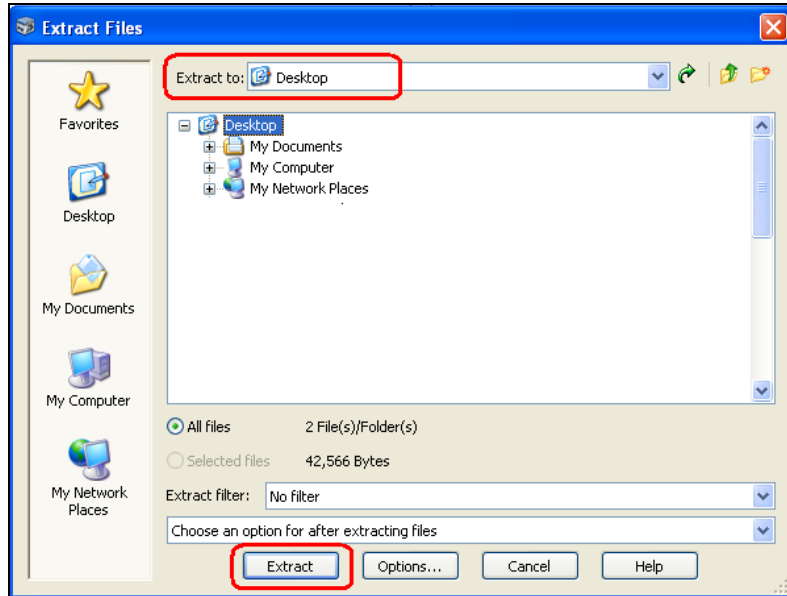 Extract Files
Extract to: Desktop
Favorites
Desktop
My Documents
My Computer
My Network
Places
Desktop
My Documents
My Computer
My Network Places
All files 2 File(s)/Folder(s)
Selected files 42,566 Bytes
Extract filter: No filter
Choose an option for after extracting files
Extract Options... Cancel Help